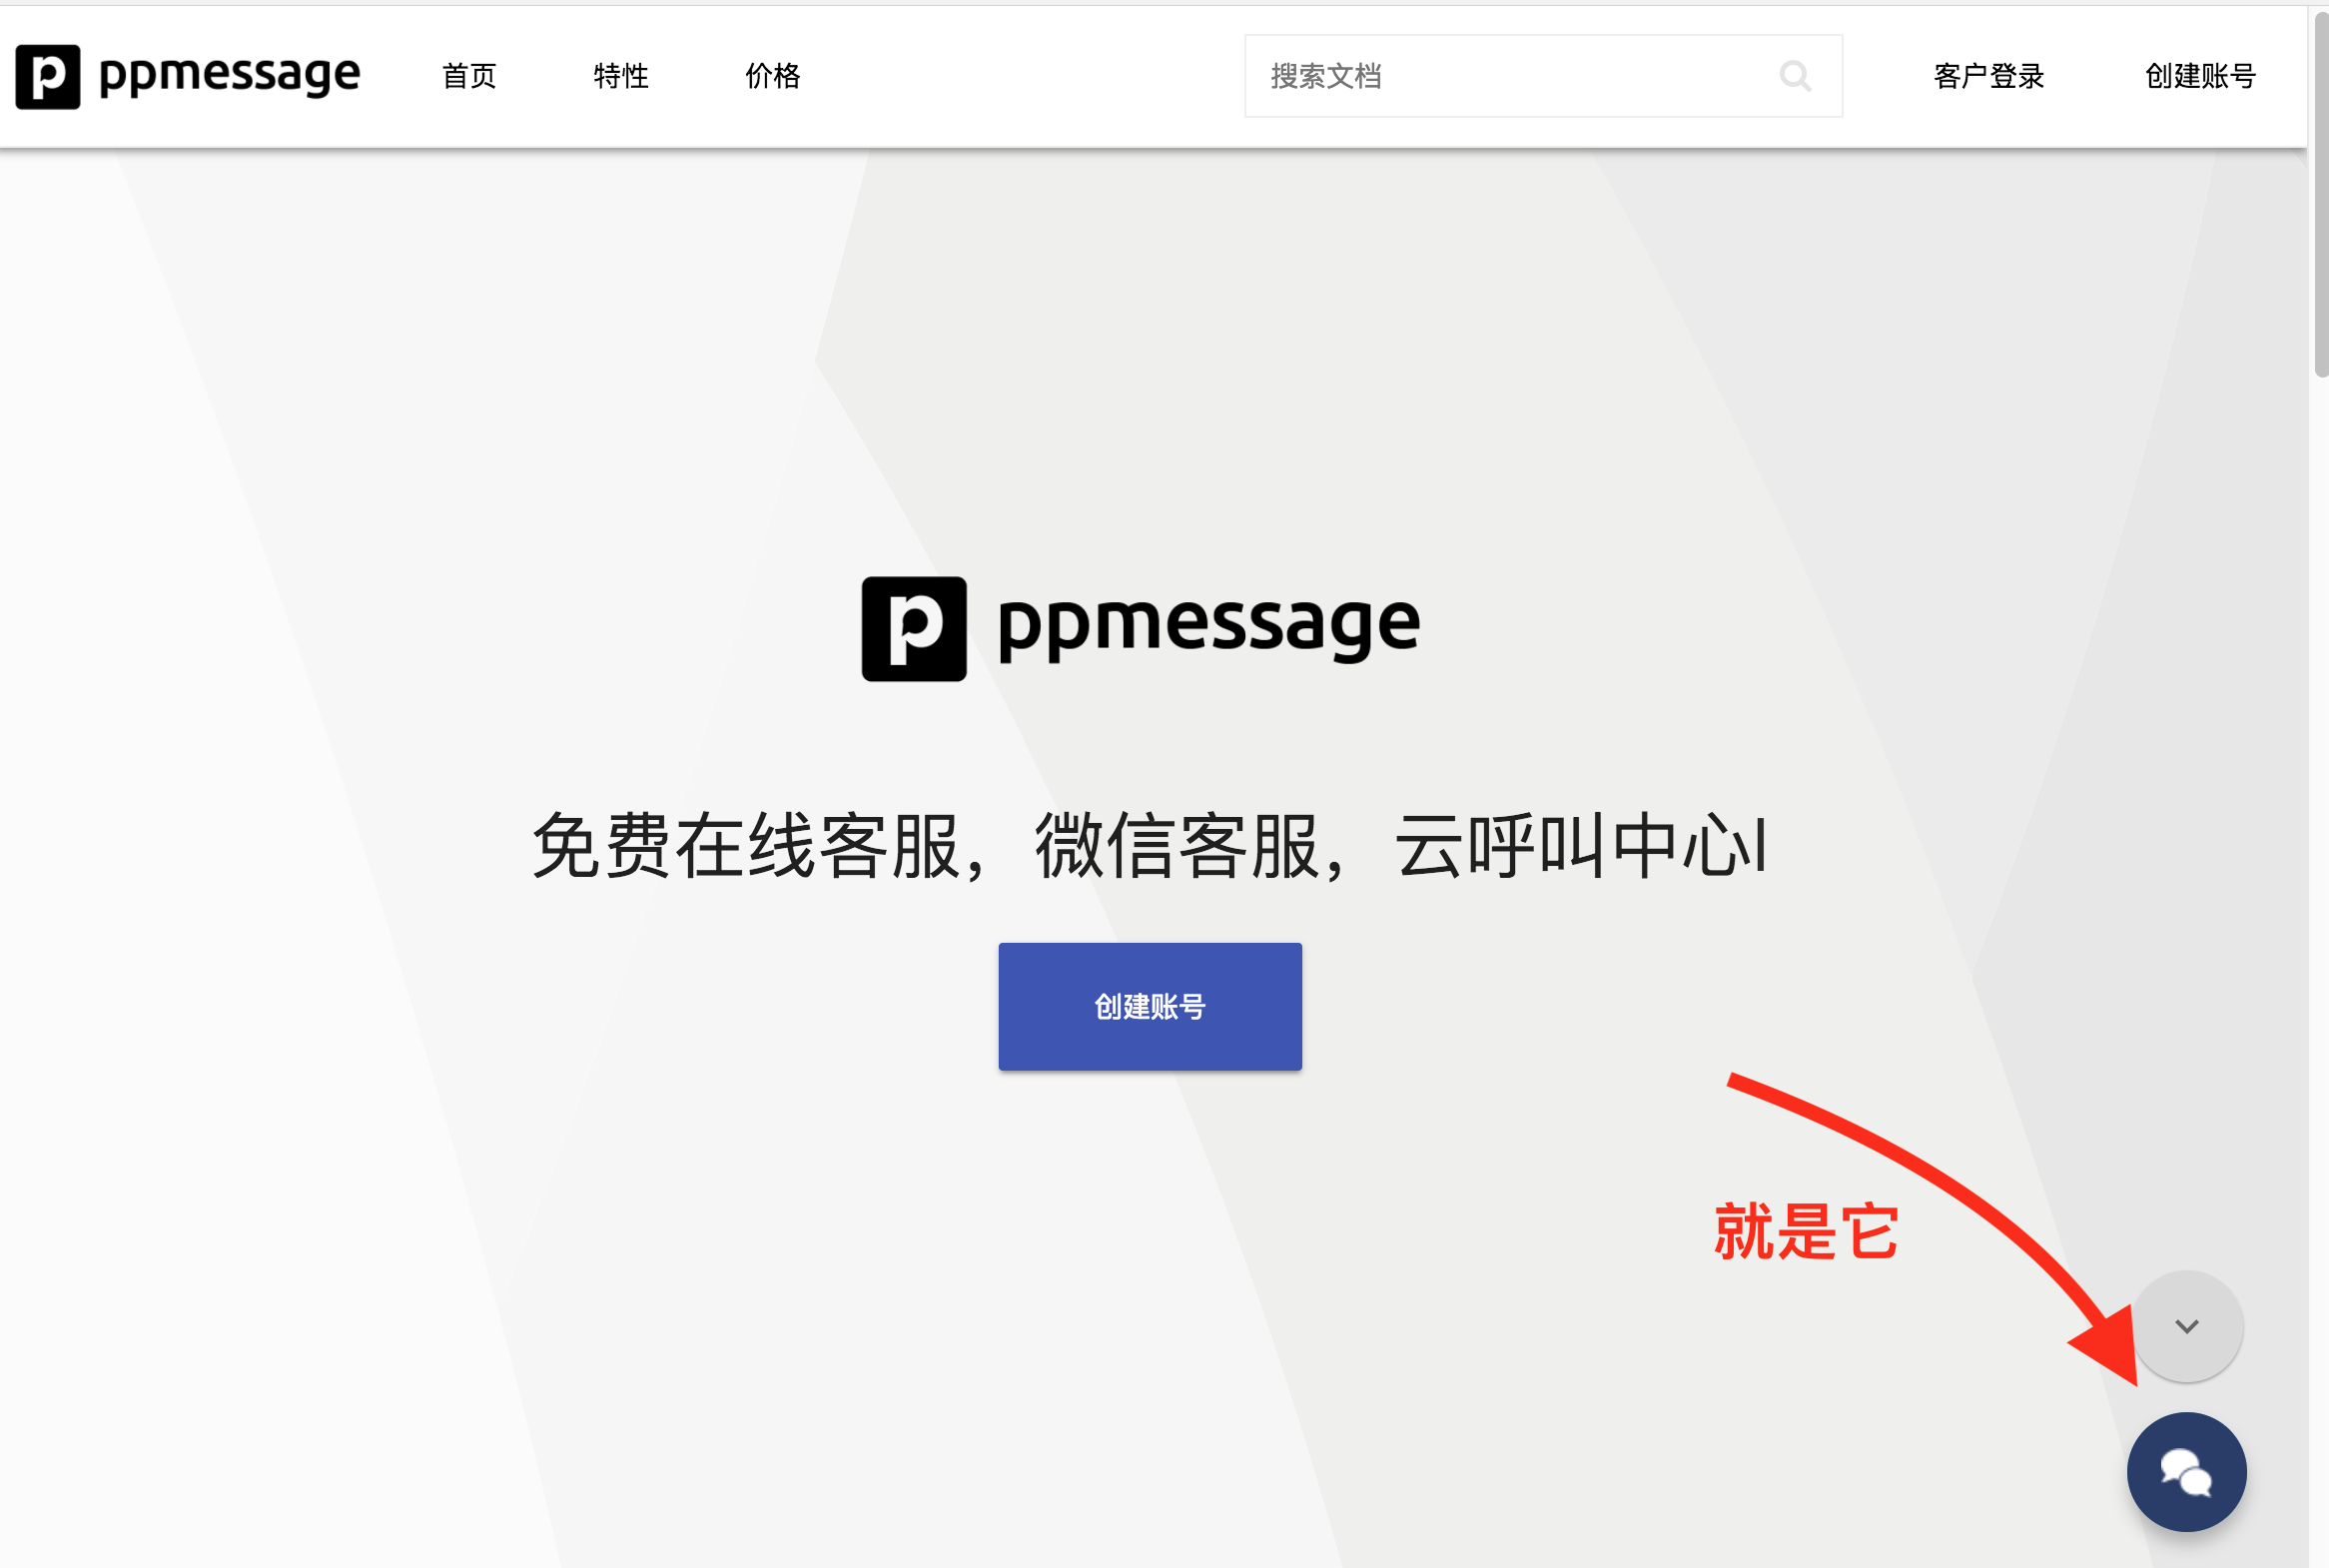 ppmessage 首页 特性 价格 搜索文档 客户登录 创建账号
ppmessage
免费在线客服，微信客服，云呼叫中心|
创建账号
就是它